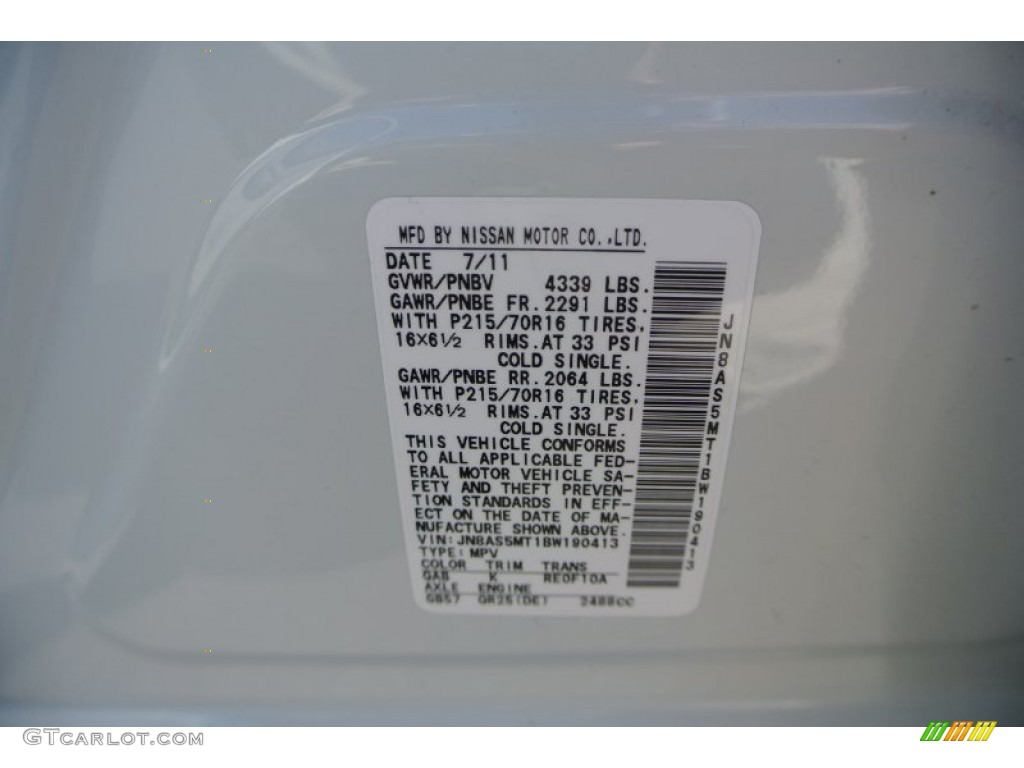 MFD BY NISSAN MOTOR CO.,LTD.
DATE 7/11
GVWR/PNBV 4339 LBS.
GAWR/PNBE FR.2291 LBS.
WITH P215/70R16 TIRES,
16X6½ RIMS.AT 33 PSI
COLD SINGLE.
GAWR/PNBE RR.2064 LBS.
WITH P215/70R16 TIRES,
16X6½ RIMS.AT 33 PSI
COLD SINGLE.
THIS VEHICLE CONFORMS
TO ALL APPLICABLE FED-
ERAL MOTOR VEHICLE SA-
FETY AND THEFT PREVEN-
TION STANDARDS IN EFF-
ECT ON THE DATE OF MA-
NUFACTURE SHOWN ABOVE.
VIN:JN8AS5MT1BW190413
TYPE:MPV
COLOR TRIM TRANS
GAB K RE0F10A
AXLE ENGINE
GB57 QR25(DE) 2488CC
JN8AS5MT1BW190413
GTCARLOT.COM